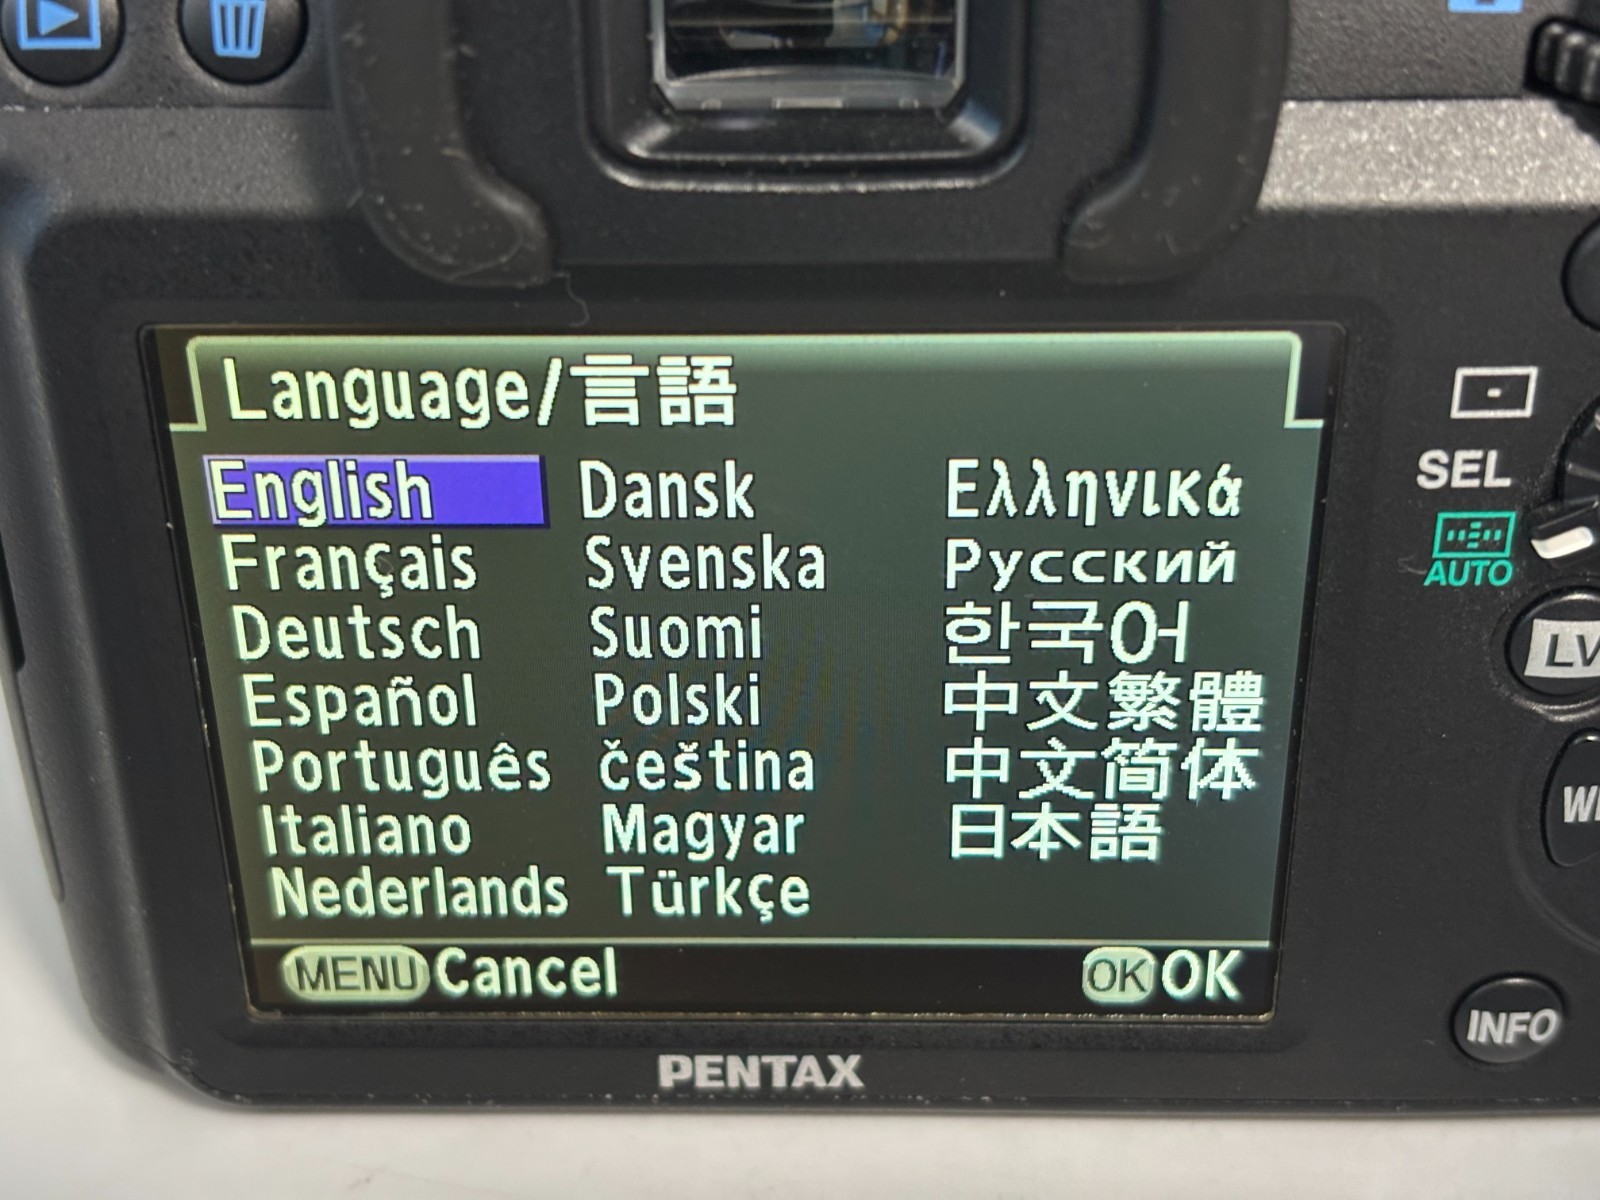 Language/言語
English Dansk Ελληνικά
Français Svenska Русский
Deutsch Suomi 한국어
Español Polski 中文繁體
Português čeština 中文简体
Italiano Magyar 日本語
Nederlands Türkçe
MENU Cancel OK OK
PENTAX
SEL
AUTO
LV
INFO